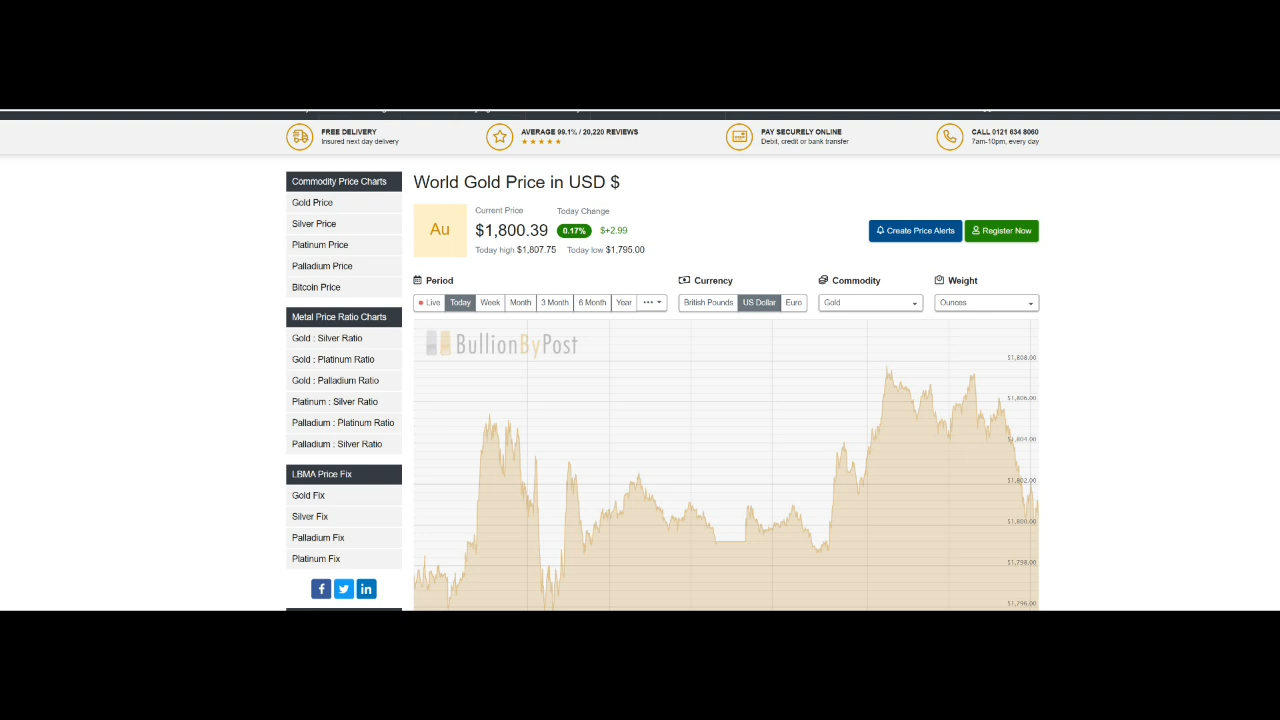 FREE DELIVERY
Insured next day delivery
AVERAGE 99.1% / 20,220 REVIEWS
PAY SECURELY ONLINE
Debit, credit or bank transfer
CALL 0121 634 8060
7am-10pm, every day
Commodity Price Charts
Gold Price
Silver Price
Platinum Price
Palladium Price
Bitcoin Price
Metal Price Ratio Charts
Gold : Silver Ratio
Gold : Platinum Ratio
Gold : Palladium Ratio
Platinum : Silver Ratio
Palladium : Platinum Ratio
Palladium : Silver Ratio
LBMA Price Fix
Gold Fix
Silver Fix
Palladium Fix
Platinum Fix
f
in
World Gold Price in USD $
Au
Current Price Today Change
$1,800.39 0.17% $+2.99
Today high $1,807.75 Today low $1,795.00
Create Price Alerts Register Now
Period Currency Commodity Weight
Live Today Week Month 3 Month 6 Month Year ••• British Pounds US Dollar Euro Gold Ounces
BullionByPost
$1,808.00
$1,806.00
$1,804.00
$1,802.00
$1,800.00
$1,798.00
$1,796.00